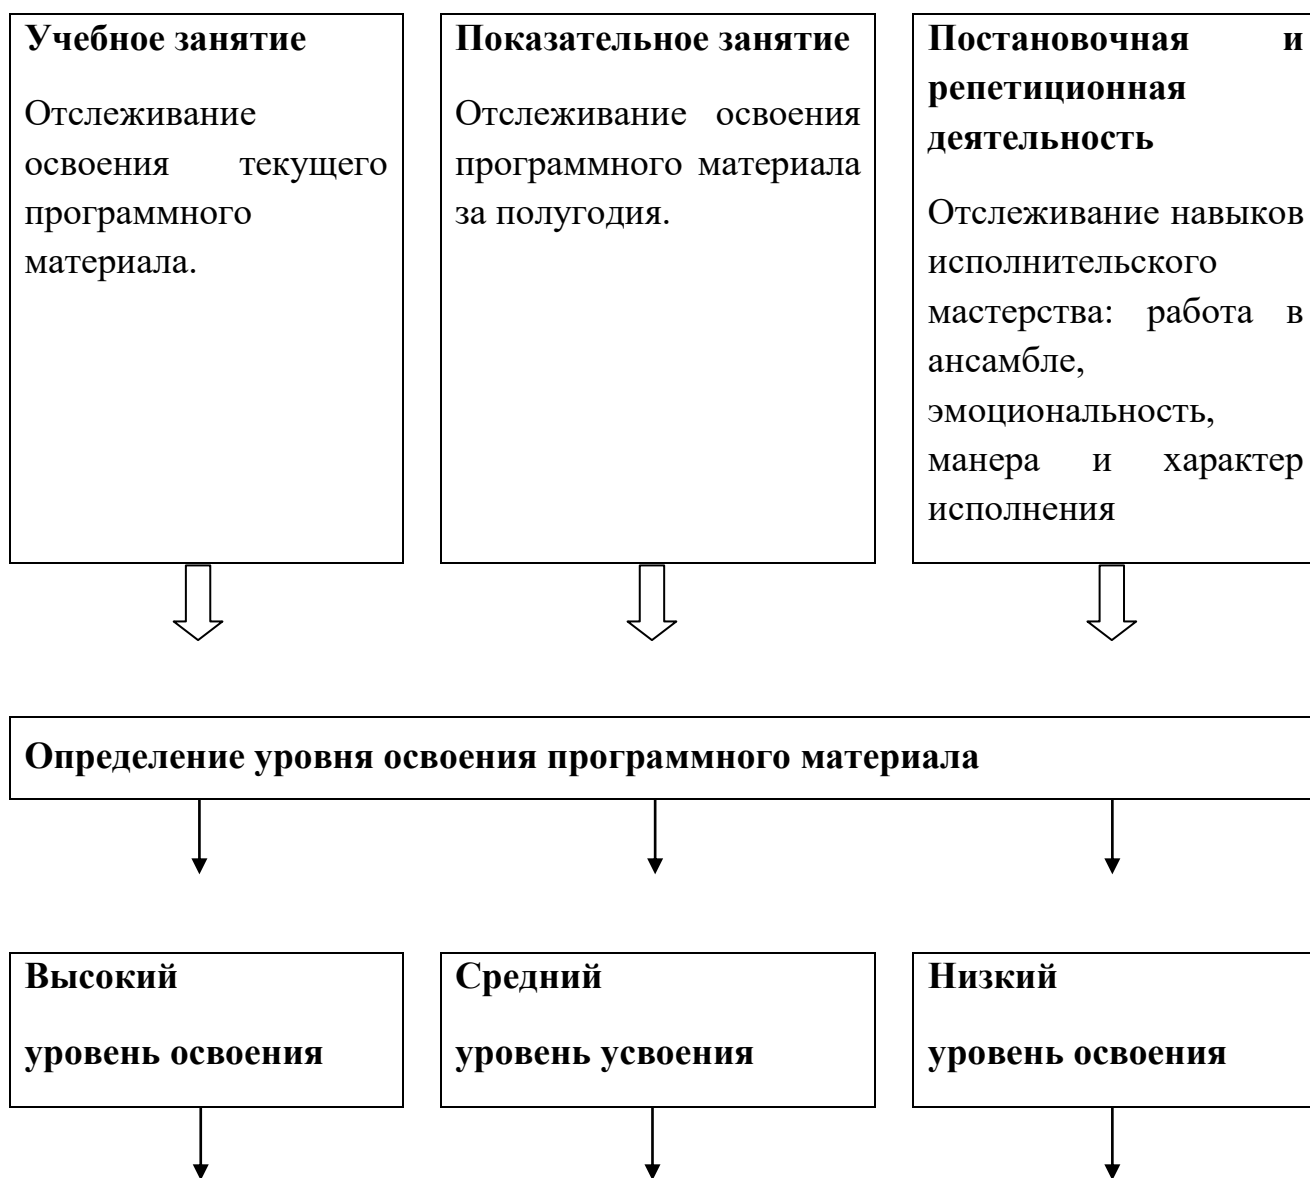 Учебное занятие
Отслеживание
освоения текущего
программного
материала.
Показательное занятие
Отслеживание освоения
программного материала
за полугодия.
Постановочная и
репетиционная
деятельность
Отслеживание навыков
исполнительского
мастерства: работа в
ансамбле,
эмоциональность,
манера и характер
исполнения
Определение уровня освоения программного материала
Высокий
уровень освоения
Средний
уровень усвоения
Низкий
уровень освоения